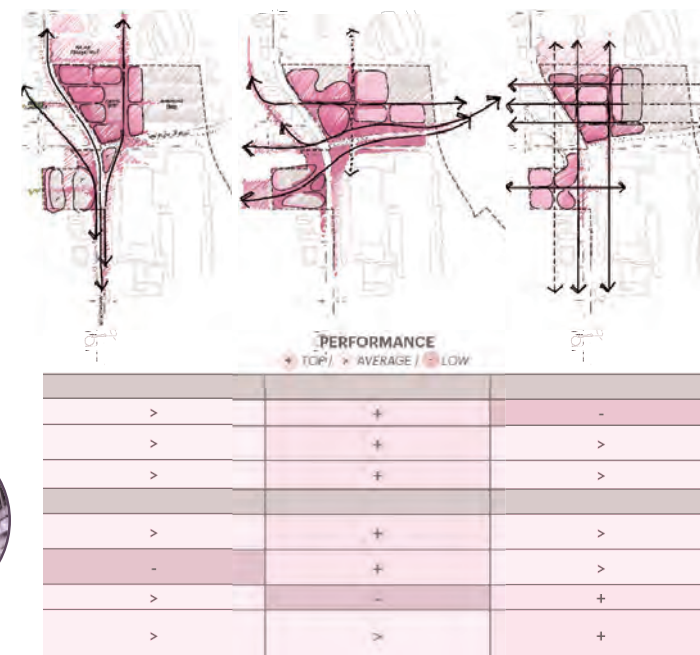 PERFORMANCE
+ TOP / > AVERAGE / - LOW
> + -
> + >
> + >
> + >
- + >
> - +
> > +